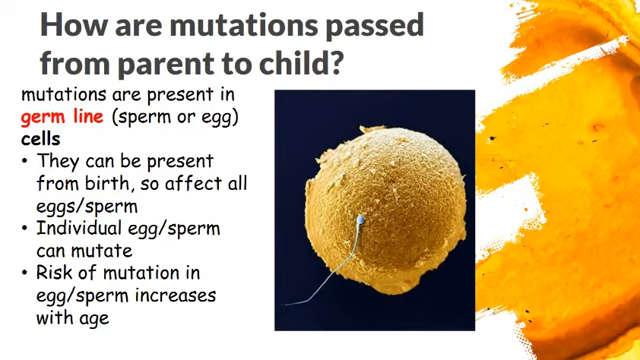 How are mutations passed
from parent to child?
mutations are present in
germ line (sperm or egg)
cells
• They can be present
from birth, so affect all
eggs/sperm
• Individual egg/sperm
can mutate
• Risk of mutation in
egg/sperm increases
with age